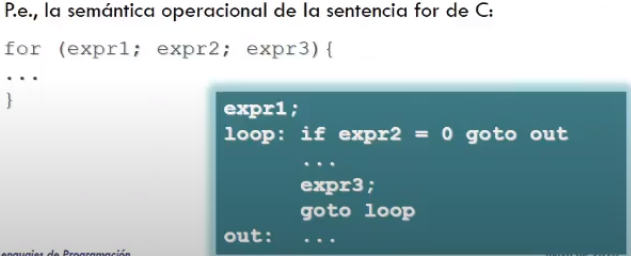 P.e., la semántica operacional de la sentencia for de C:
for (expr1; expr2; expr3){
...
}
expr1;
loop: if expr2 = 0 goto out
...
expr3;
goto loop
out: ...
Lenguajes de Programación